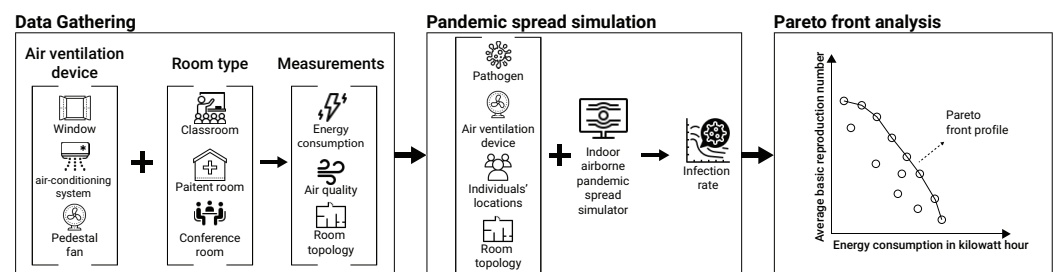 Data Gathering
Air ventilation
device
Window
air-conditioning
system
Pedestal
fan
Room type
Classroom
Paitent room
Conference
room
Measurements
Energy
consumption
Air quality
Room
topology
Pandemic spread simulation
Pathogen
Air ventilation
device
Individuals'
locations
Room
topology
Indoor
airborne
pandemic
spread
simulator
Infection
rate
Pareto front analysis
Average basic reproduction number
Pareto
front profile
Energy consumption in kilowatt hour